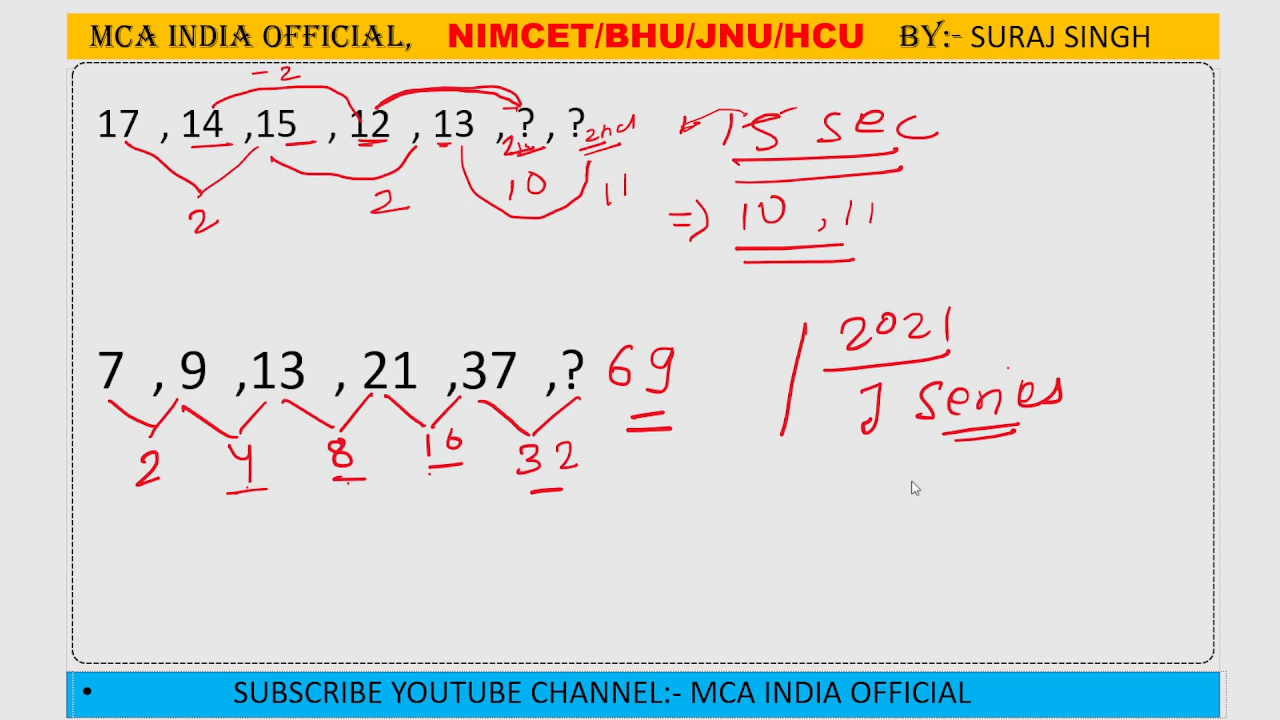 MCA INDIA OFFICIAL, NIMCET/BHU/JNU/HCU BY:- SURAJ SINGH
-2
17 , 14 ,15 , 12 , 13 , ? , ? 2nd 15 sec
2 2 10 11
=> 10 , 11
2021
7 , 9 ,13 , 21 ,37 ,? 69
series
2 4 8 16 32
• SUBSCRIBE YOUTUBE CHANNEL:- MCA INDIA OFFICIAL